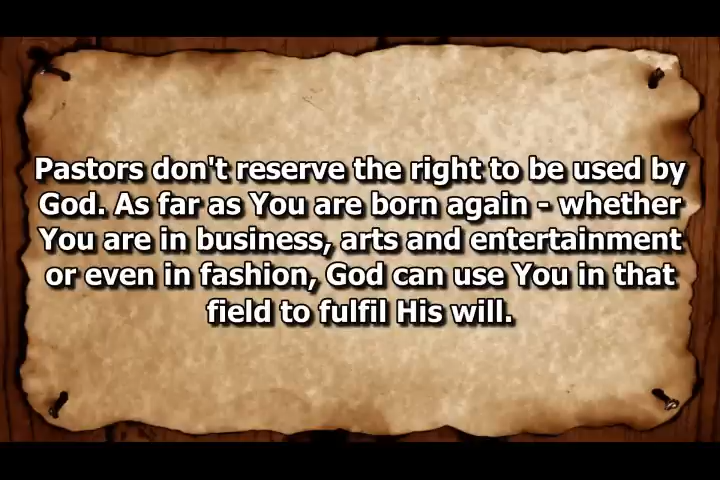 Pastors don't reserve the right to be used by
God. As far as You are born again - whether
You are in business, arts and entertainment
or even in fashion, God can use You in that
field to fulfil His will.